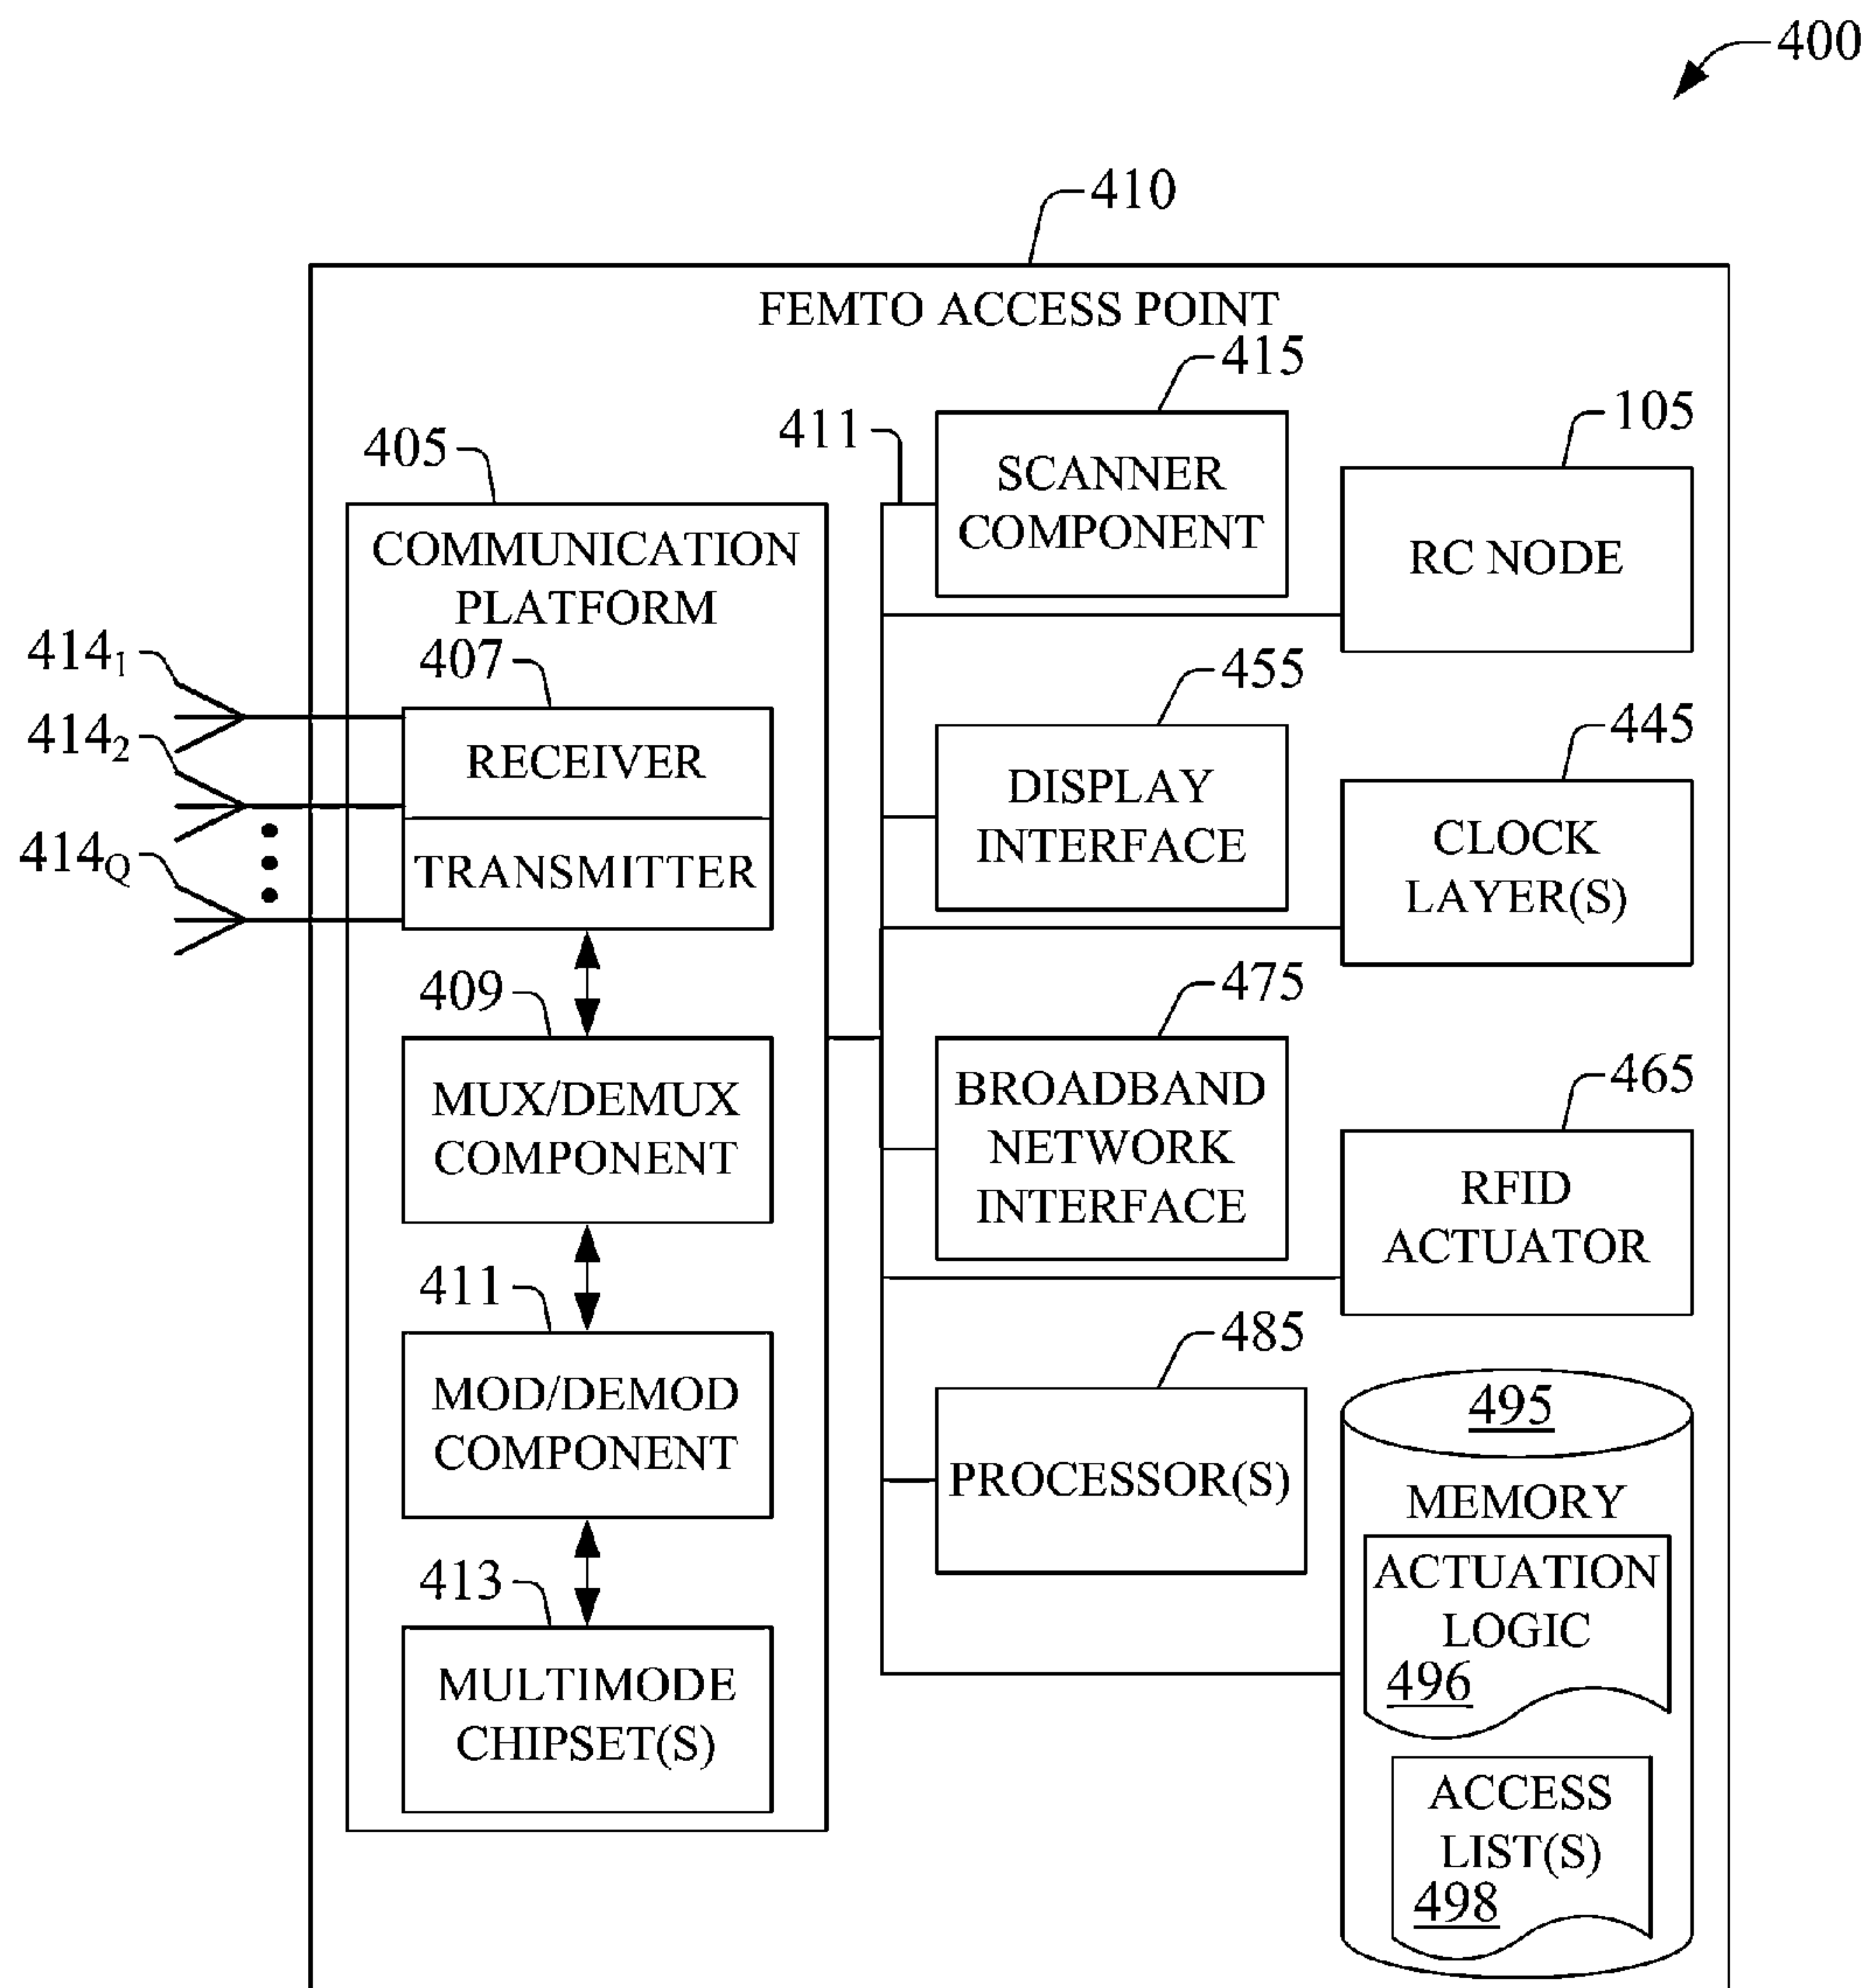 400
410
FEMTO ACCESS POINT
415
411
105
405
SCANNER
COMPONENT
RC NODE
COMMUNICATION
PLATFORM
414₁
407
455
414₂
445
RECEIVER
DISPLAY
INTERFACE
CLOCK
LAYER(S)
414Q
TRANSMITTER
409
475
465
MUX/DEMUX
COMPONENT
BROADBAND
NETWORK
INTERFACE
RFID
ACTUATOR
411
485
MOD/DEMOD
COMPONENT
PROCESSOR(S)
495
MEMORY
ACTUATION
LOGIC
496
413
MULTIMODE
CHIPSET(S)
ACCESS
LIST(S)
498